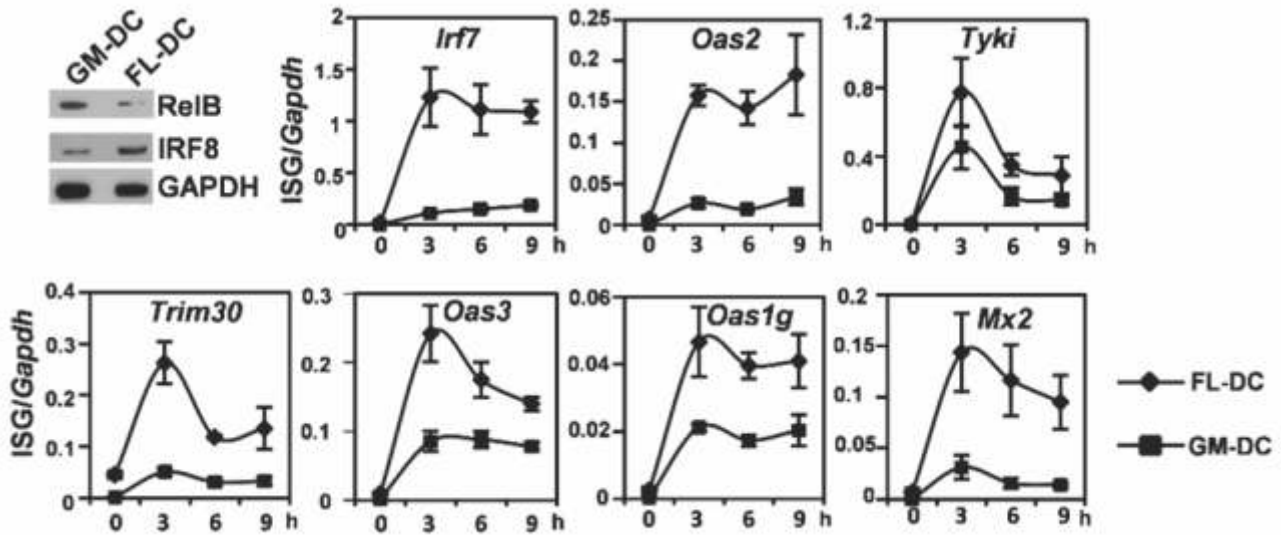 GM-DC
FL-DC
RelB
IRF8
GAPDH
ISG/Gapdh
Irf7
1.5
1.2
1
0.5
0
0 3 6 9 h
Oas2
0.25
0.2
0.15
0.1
0.05
0
0 3 6 9 h
Tyki
1.2
0.8
0.4
0
0 3 6 9 h
ISG/Gapdh
Trim30
0.4
0.3
0.2
0.1
0
0 3 6 9 h
Oas3
0.3
0.2
0.1
0
0 3 6 9 h
Oas1g
0.06
0.04
0.02
0
0 3 6 9 h
Mx2
0.2
0.15
0.1
0.05
0
0 3 6 9 h
FL-DC
GM-DC